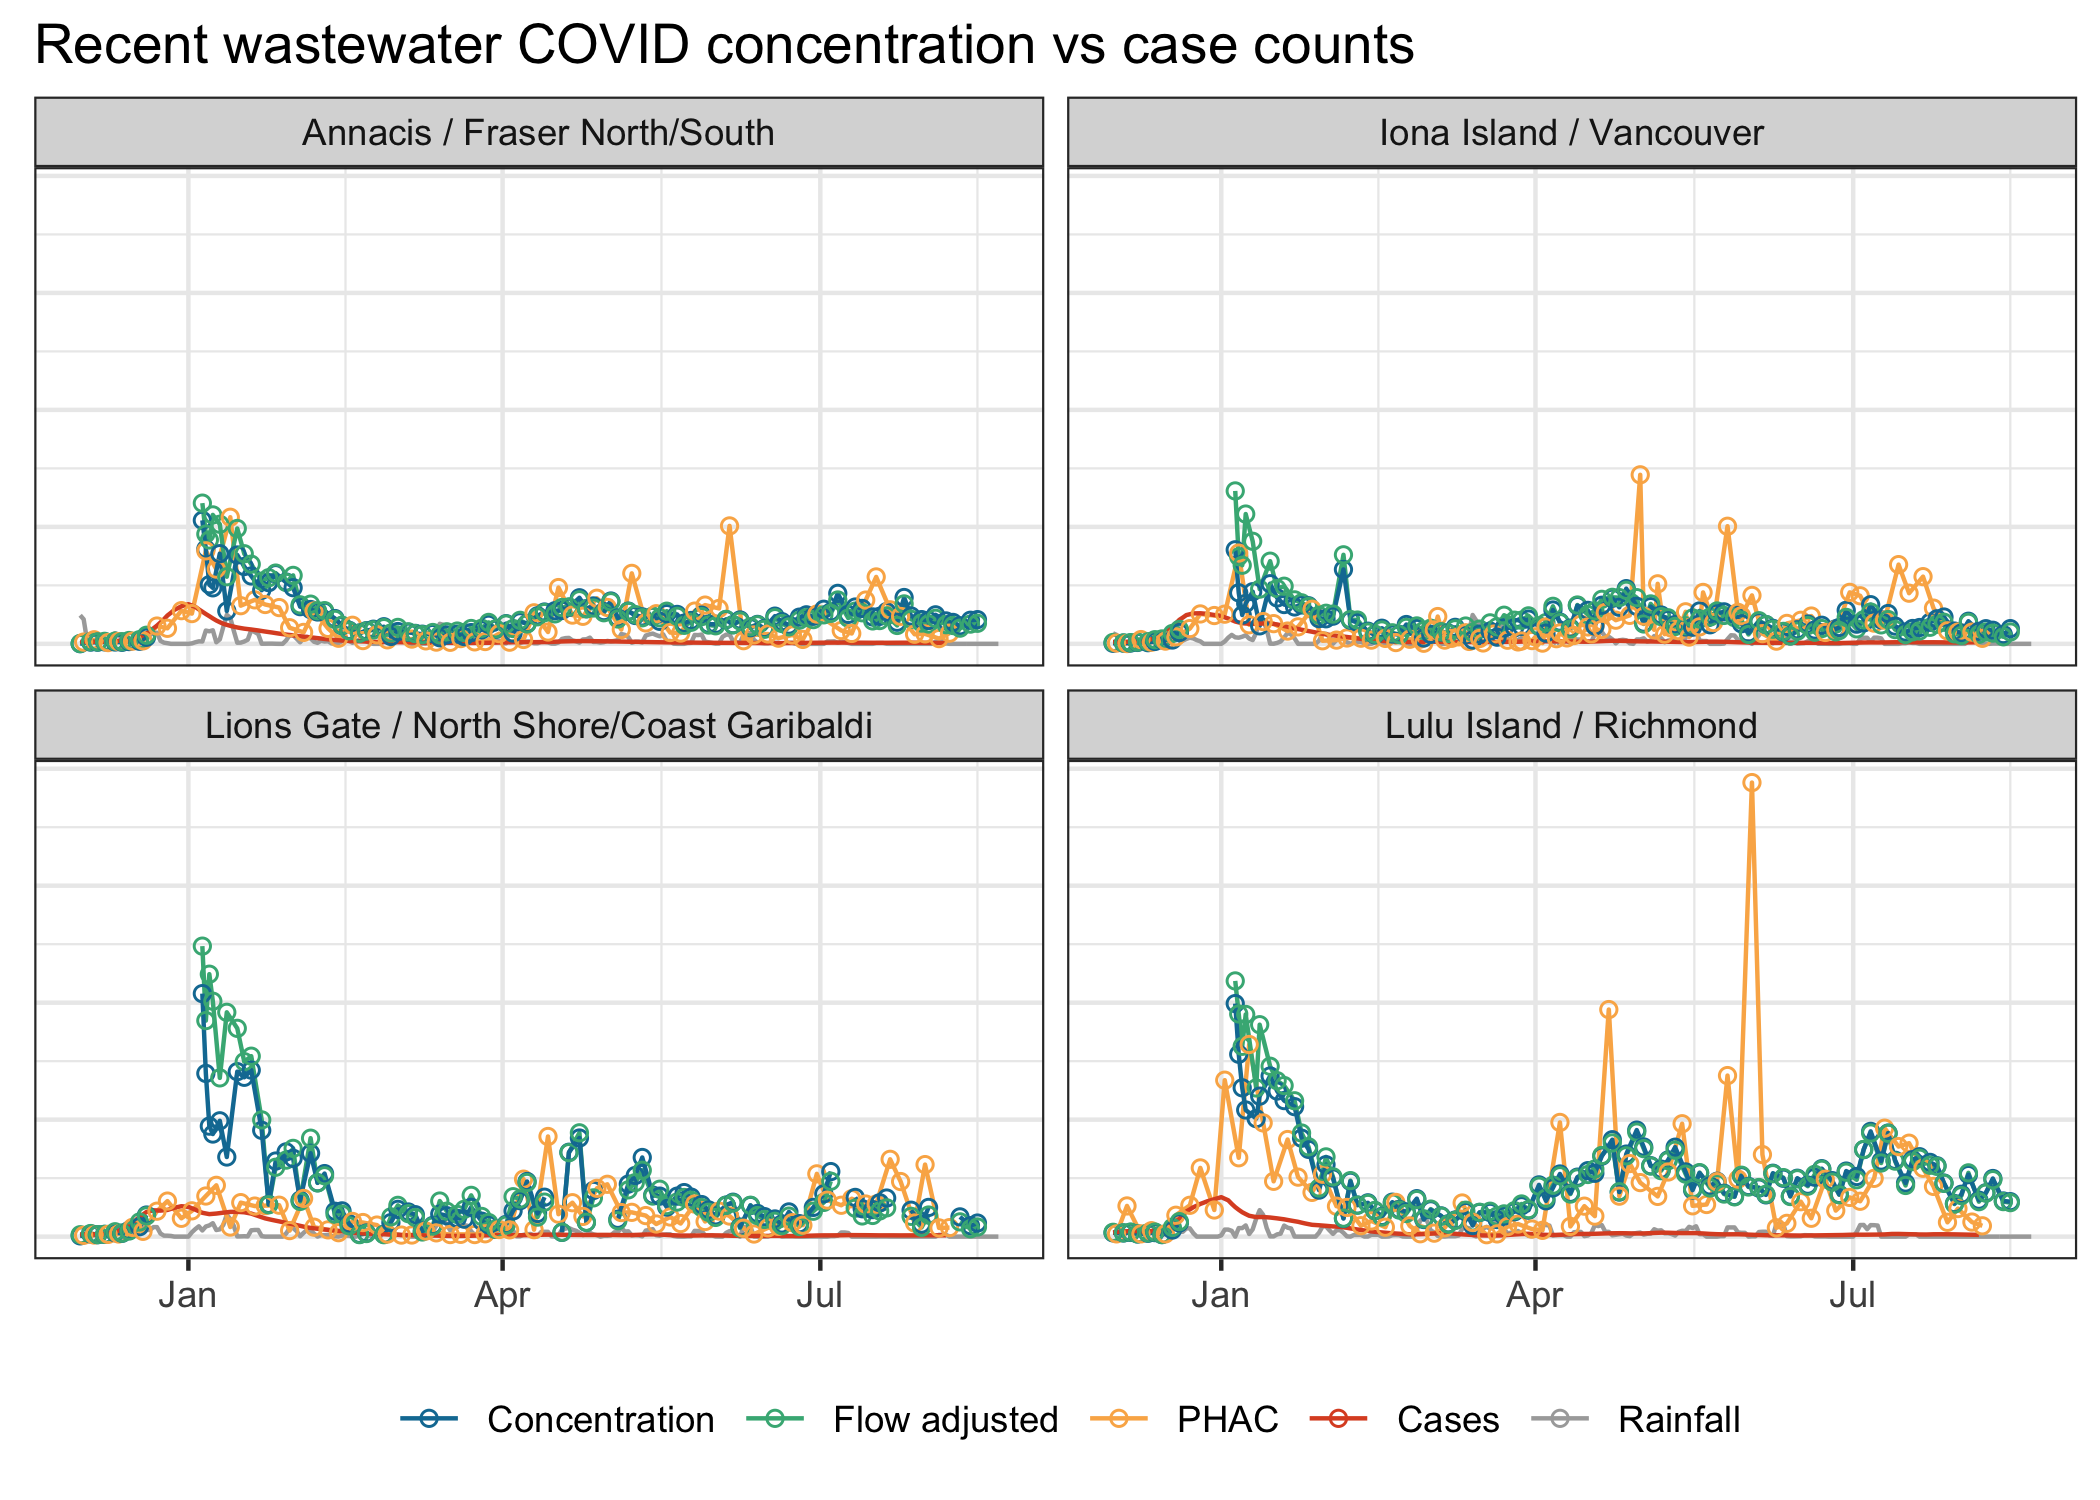 Recent wastewater COVID concentration vs case counts
Annacis / Fraser North/South
Iona Island / Vancouver
Lions Gate / North Shore/Coast Garibaldi
Lulu Island / Richmond
Jan Apr Jul Jan Apr Jul
Concentration Flow adjusted PHAC Cases Rainfall